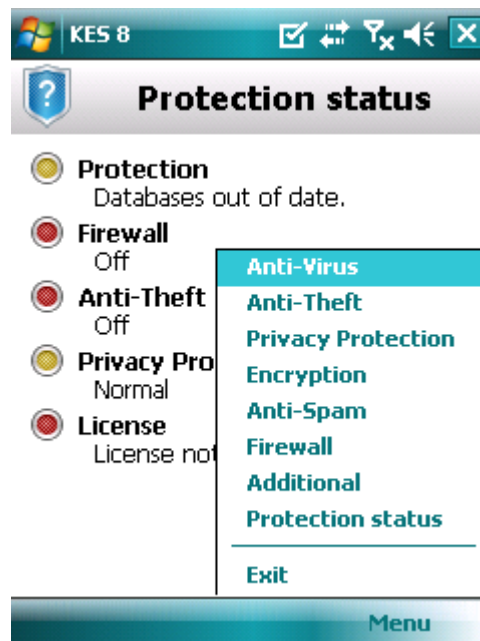 KES 8
Protection status
Protection
Databases out of date.
Firewall
Off
Anti-Theft
Off
Privacy Pro
Normal
License
License not
Anti-Virus
Anti-Theft
Privacy Protection
Encryption
Anti-Spam
Firewall
Additional
Protection status
Exit
Menu